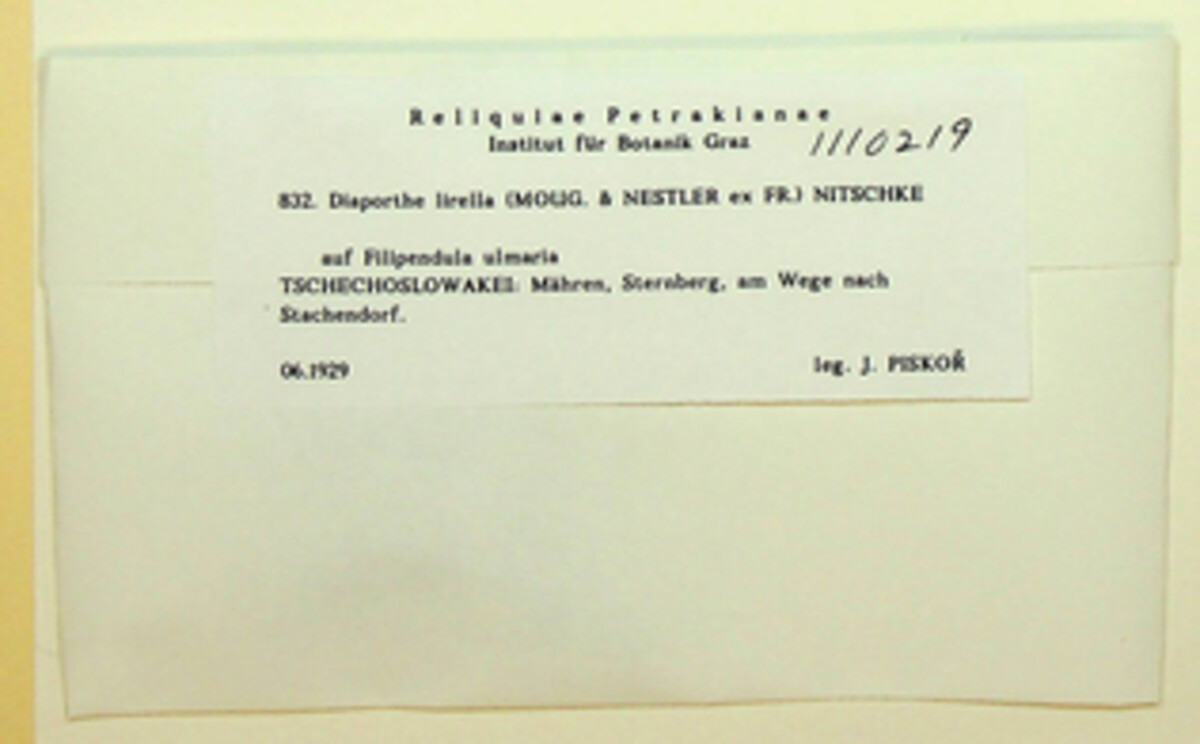 Reliquiae Petrakianae
Institut für Botanik Graz
1110219
832. Diaporthe lirella (MOUG. & NESTLER ex FR.) NITSCHKE
auf Filipendula ulmaria
TSCHECHOSLOWAKEI: Mähren, Sternberg, am Wege nach
Stachendorf.
06.1929 leg. J. PISKOŘ